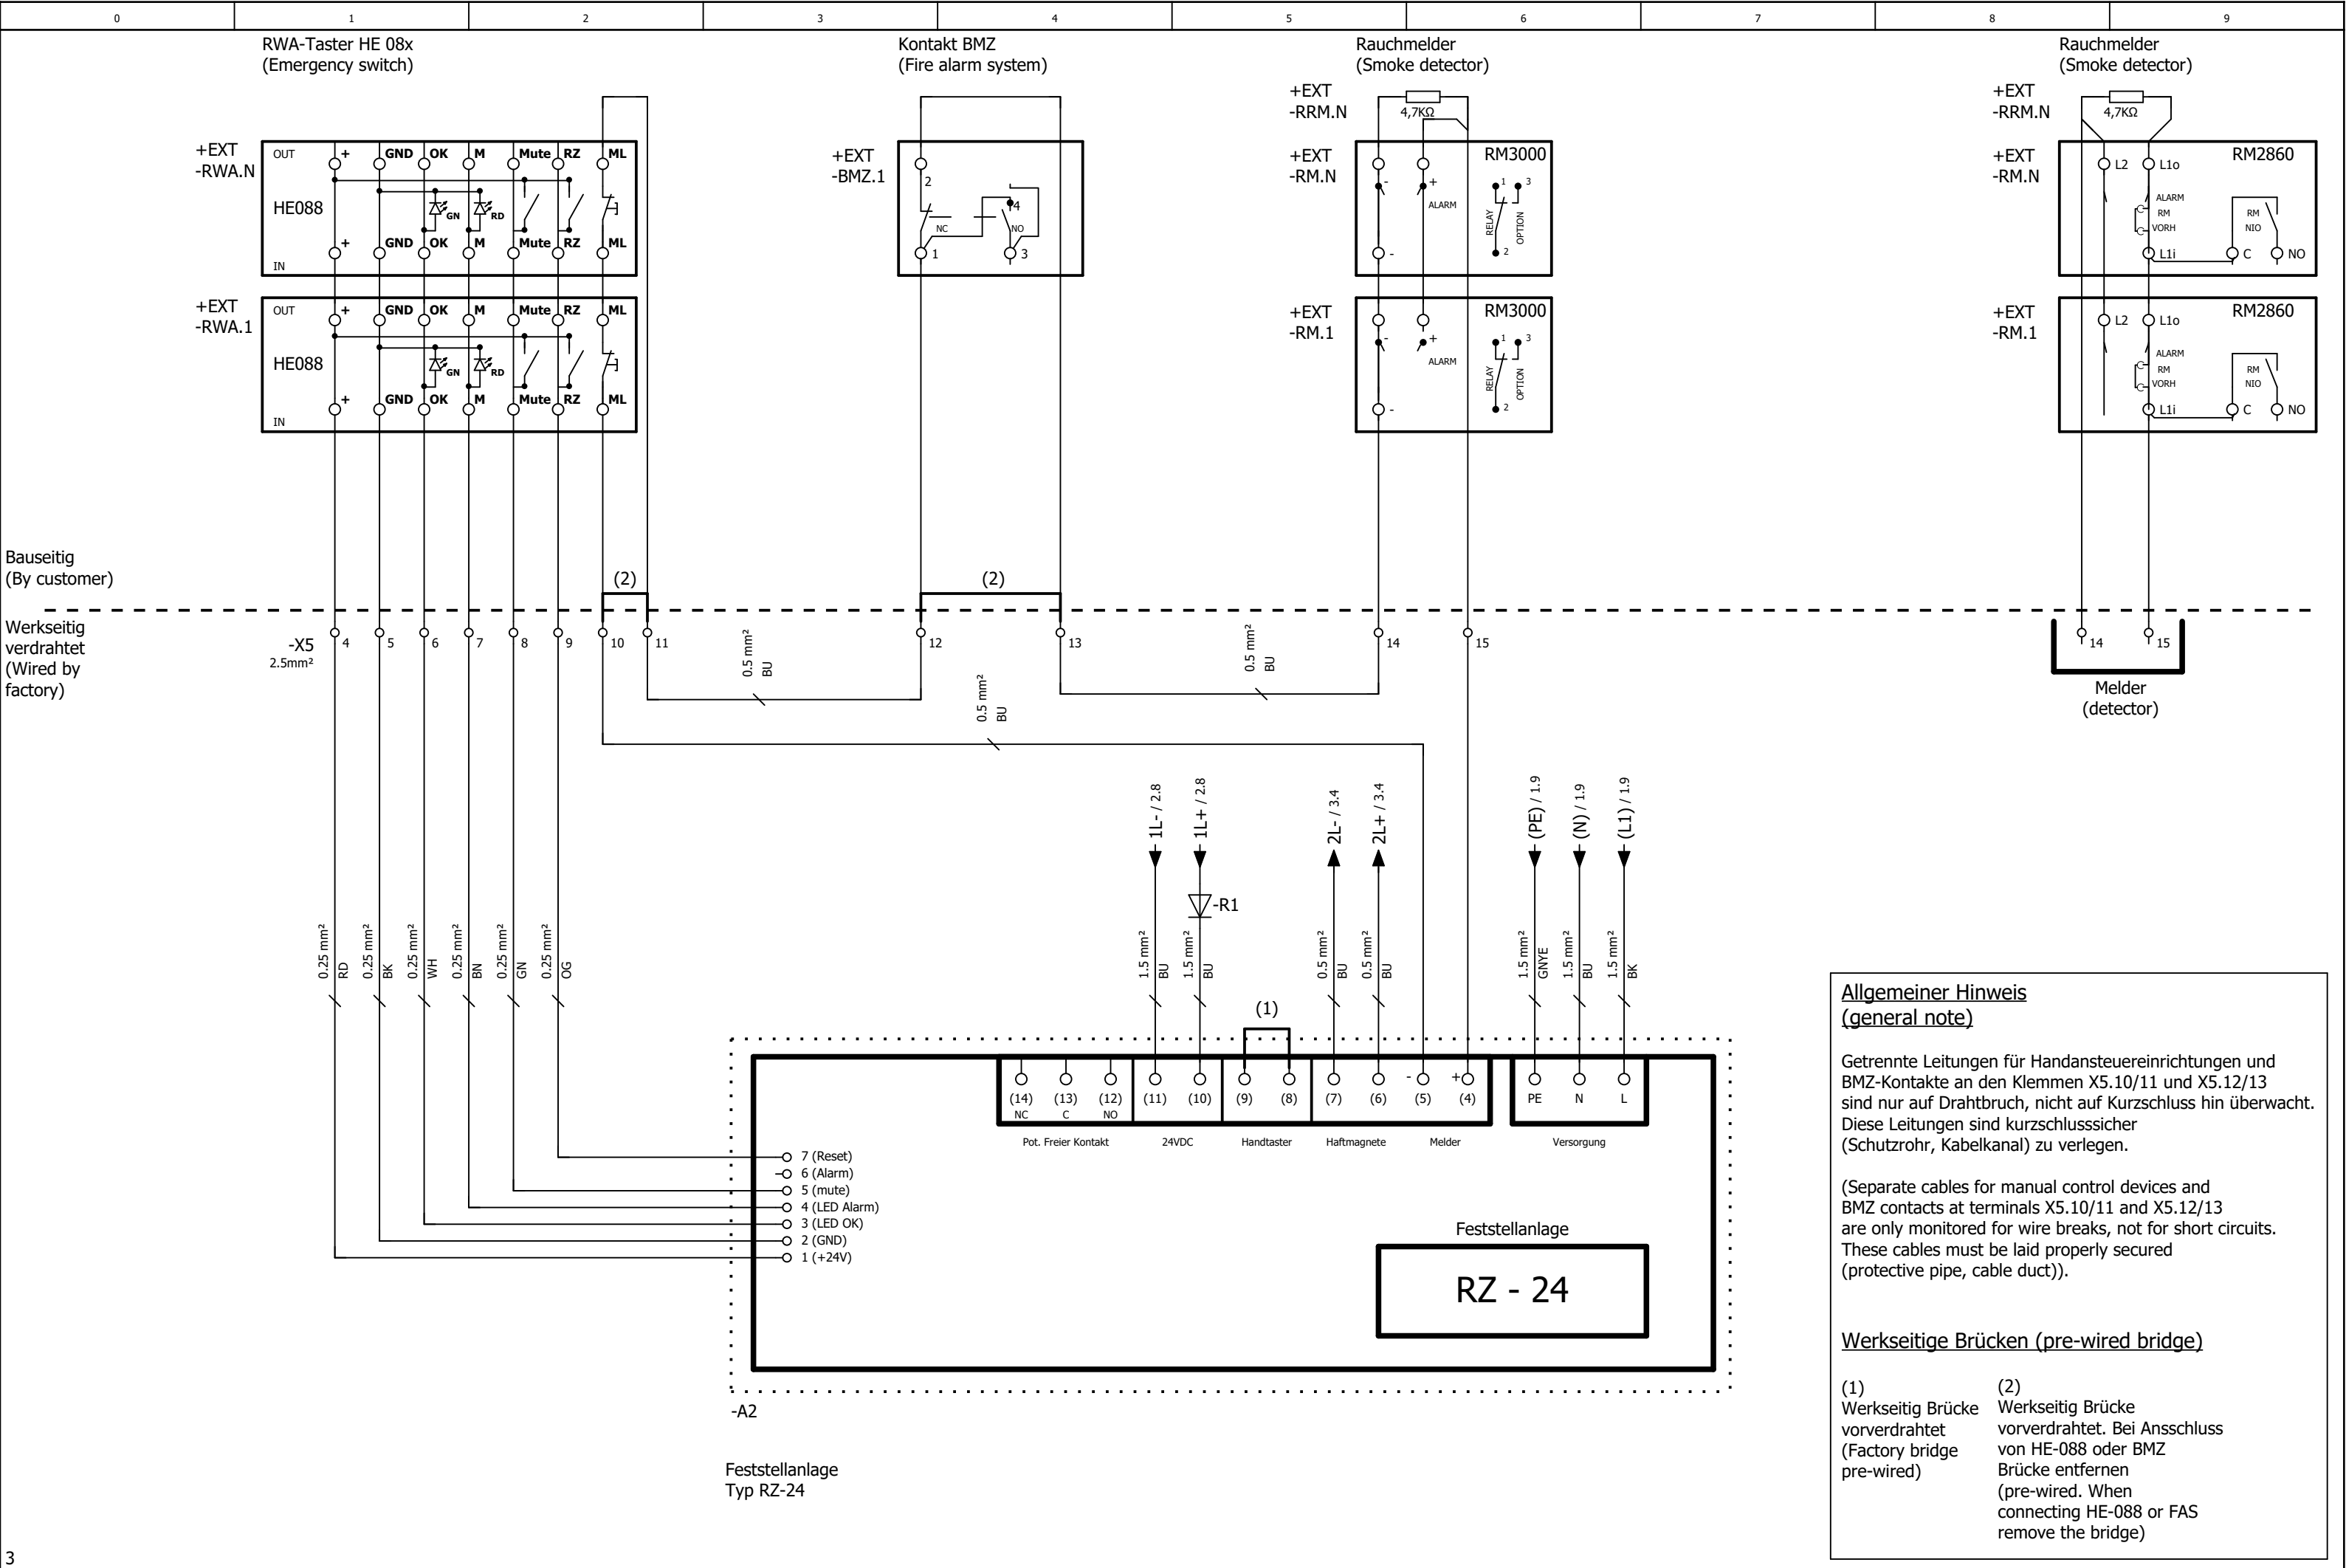 0 1 2 3 4 5 6 7 8 9
RWA-Taster HE 08x
(Emergency switch)
Kontakt BMZ
(Fire alarm system)
Rauchmelder
(Smoke detector)
Rauchmelder
(Smoke detector)
+EXT
-RWA.N
OUT + GND OK M Mute RZ ML
HE088
GN RD
+ GND OK M Mute RZ ML
IN
+EXT
-RWA.1
OUT + GND OK M Mute RZ ML
HE088
GN RD
+ GND OK M Mute RZ ML
IN
+EXT
-BMZ.1
2
4
NC NO
1 3
+EXT
-RRM.N
4,7KΩ
+EXT
-RM.N
RM3000
- +
ALARM
1 3
RELAY
OPTION
2
-
+EXT
-RM.1
RM3000
- +
ALARM
1 3
RELAY
OPTION
2
-
+EXT
-RRM.N
4,7KΩ
+EXT
-RM.N
RM2860
L2 L1o
ALARM
RM
VORH
RM
NIO
L1i C NO
+EXT
-RM.1
RM2860
L2 L1o
ALARM
RM
VORH
RM
NIO
L1i C NO
Bauseitig
(By customer)
(2)
(2)
Werkseitig
verdrahtet
(Wired by
factory)
-X5
2.5mm²
4 5 6 7 8 9 10 11 12 13 14 15
14 15
Melder
(detector)
0.5 mm²
BU
0.5 mm²
BU
0.5 mm²
BU
1L- / 2.8
1L+ / 2.8
2L- / 3.4
2L+ / 3.4
(PE) / 1.9
(N) / 1.9
(L1) / 1.9
-R1
0.25 mm²
RD
0.25 mm²
BK
0.25 mm²
WH
0.25 mm²
BN
0.25 mm²
GN
0.25 mm²
OG
1.5 mm²
BU
1.5 mm²
BU
0.5 mm²
BU
0.5 mm²
BU
1.5 mm²
GNYE
1.5 mm²
BU
1.5 mm²
BK
(1)
- +
(14) (13) (12) (11) (10) (9) (8) (7) (6) (5) (4) PE N L
NC C NO
Pot. Freier Kontakt 24VDC Handtaster Haftmagnete Melder Versorgung
7 (Reset)
6 (Alarm)
5 (mute)
4 (LED Alarm)
3 (LED OK)
2 (GND)
1 (+24V)
Feststellanlage
RZ - 24
-A2
Feststellanlage
Typ RZ-24
Allgemeiner Hinweis
(general note)
Getrennte Leitungen für Handansteuereinrichtungen und
BMZ-Kontakte an den Klemmen X5.10/11 und X5.12/13
sind nur auf Drahtbruch, nicht auf Kurzschluss hin überwacht.
Diese Leitungen sind kurzschlusssicher
(Schutzrohr, Kabelkanal) zu verlegen.
(Separate cables for manual control devices and
BMZ contacts at terminals X5.10/11 and X5.12/13
are only monitored for wire breaks, not for short circuits.
These cables must be laid properly secured
(protective pipe, cable duct)).
Werkseitige Brücken (pre-wired bridge)
(1)
Werkseitig Brücke
vorverdrahtet
(Factory bridge
pre-wired)
(2)
Werkseitig Brücke
vorverdrahtet. Bei Ansschluss
von HE-088 oder BMZ
Brücke entfernen
(pre-wired. When
connecting HE-088 or FAS
remove the bridge)
3